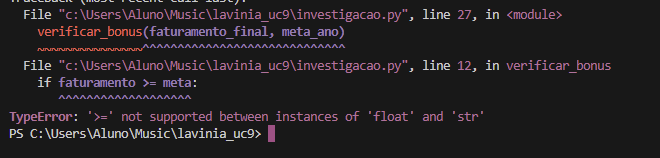 Traceback (most recent call last):
File "c:\Users\Aluno\Music\lavinia_uc9\investigacao.py", line 27, in <module>
verificar_bonus(faturamento_final, meta_ano)
~~~~~~~~~~~~~~~^^^^^^^^^^^^^^^^^^^^^^^^^^^^^
File "c:\Users\Aluno\Music\lavinia_uc9\investigacao.py", line 12, in verificar_bonus
if faturamento >= meta:
^^^^^^^^^^^^^^^^^^^
TypeError: '>=' not supported between instances of 'float' and 'str'
PS C:\Users\Aluno\Music\lavinia_uc9>